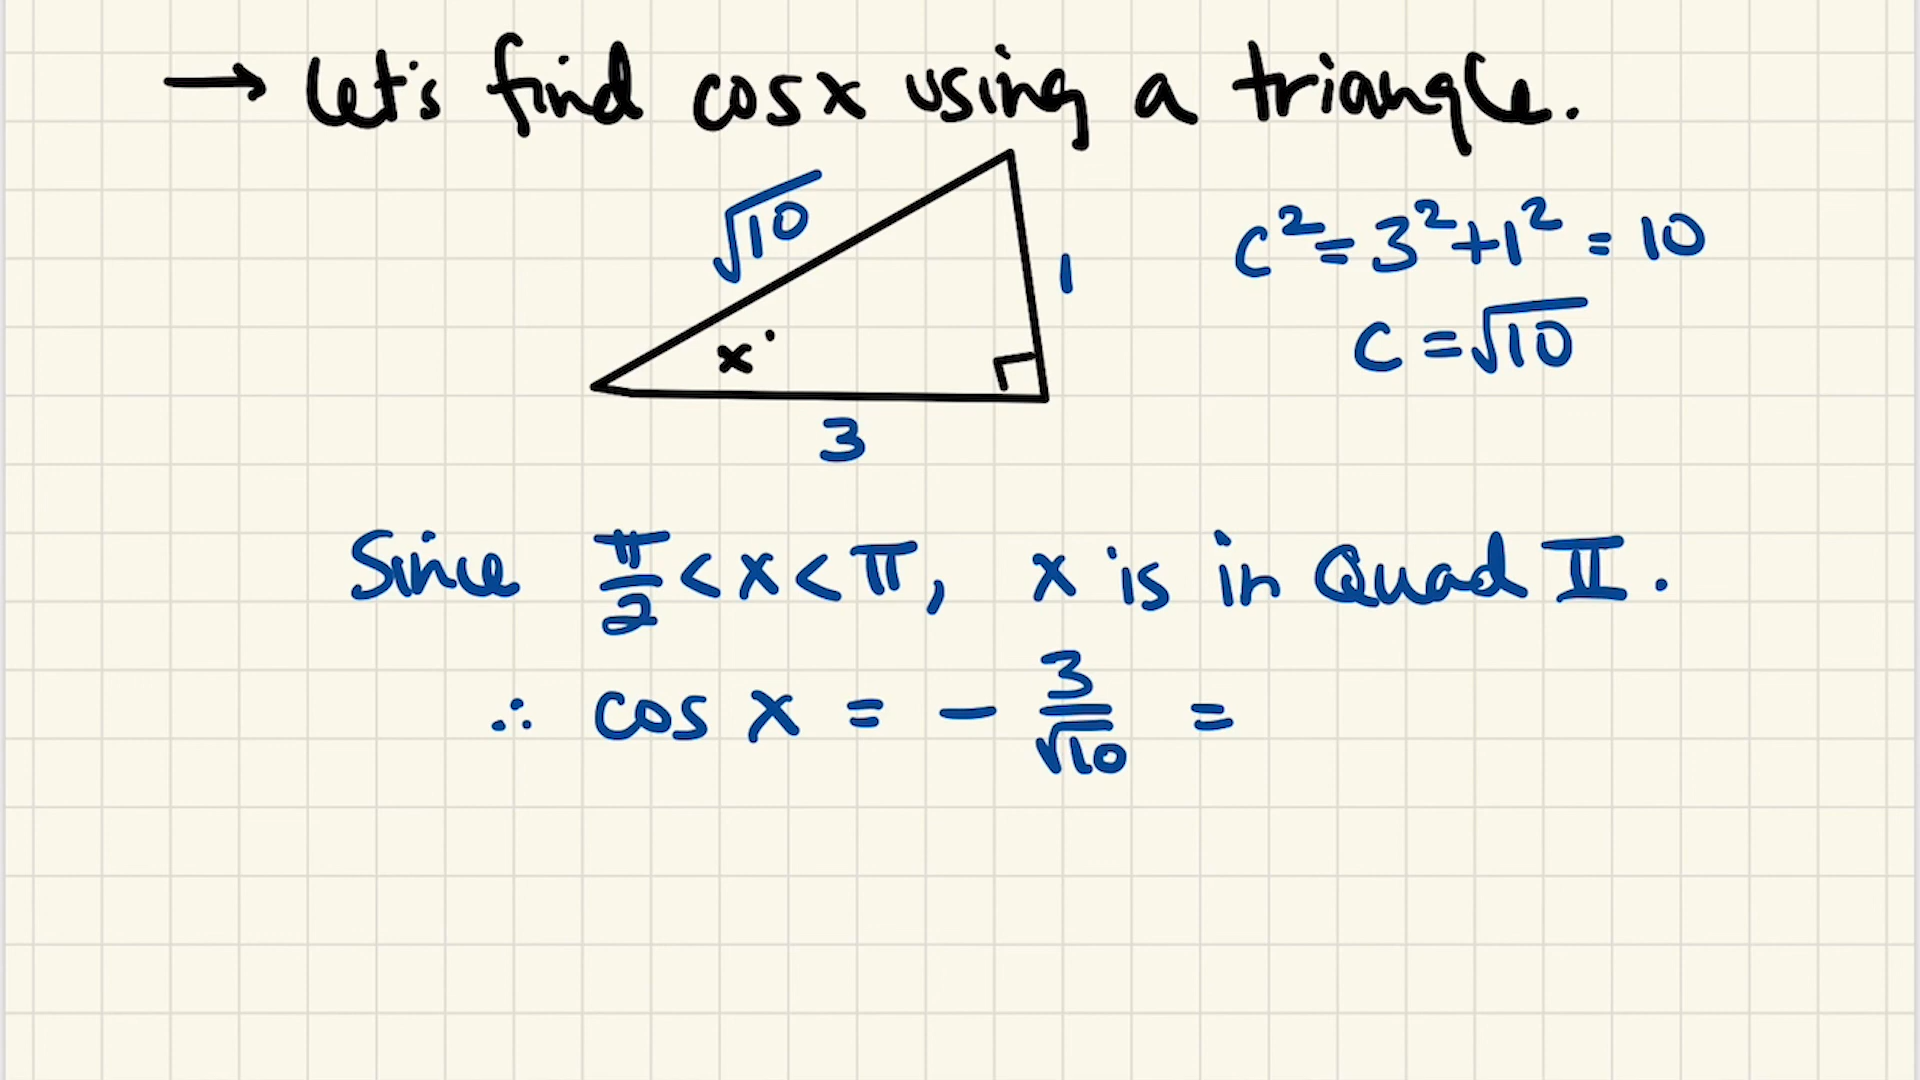 → Let's find cosx using a triangle.
√10
1
x
3
c² = 3² + 1² = 10
c = √10
Since π/2 < x < π, x is in Quad II.
∴ cos x = - 3/√10 =